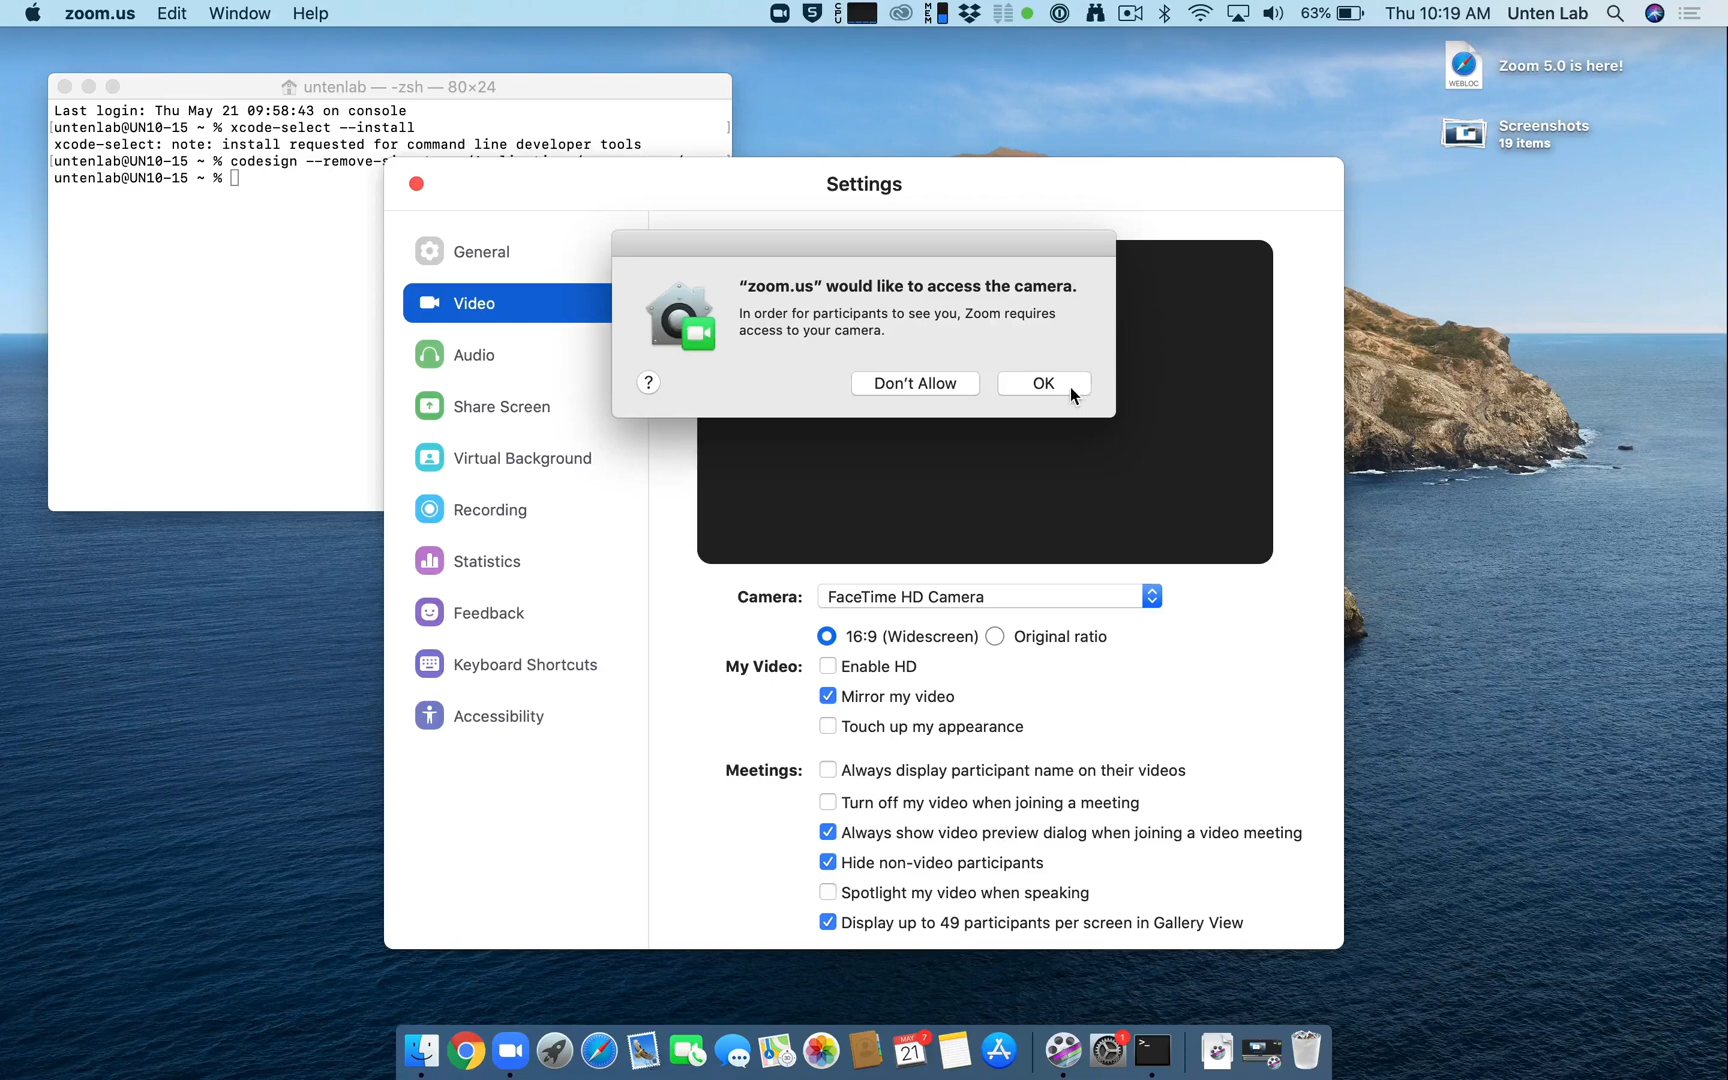 zoom.us Edit Window Help
CPU MEM 63% Thu 10:19 AM Unten Lab
untenlab — -zsh — 80×24
Last login: Thu May 21 09:58:43 on console
[untenlab@UN10-15 ~ % xcode-select --install ]
xcode-select: note: install requested for command line developer tools
[untenlab@UN10-15 ~ % codesign --remove-
untenlab@UN10-15 ~ %
WEBLOC
Zoom 5.0 is here!
Screenshots
19 items
Settings
General
Video
Audio
Share Screen
Virtual Background
Recording
Statistics
Feedback
Keyboard Shortcuts
Accessibility
“zoom.us” would like to access the camera.
In order for participants to see you, Zoom requires
access to your camera.
?
Don’t Allow
OK
Camera: FaceTime HD Camera
16:9 (Widescreen) Original ratio
My Video: Enable HD
Mirror my video
Touch up my appearance
Meetings: Always display participant name on their videos
Turn off my video when joining a meeting
Always show video preview dialog when joining a video meeting
Hide non-video participants
Spotlight my video when speaking
Display up to 49 participants per screen in Gallery View
MAY
21
7
1
>_